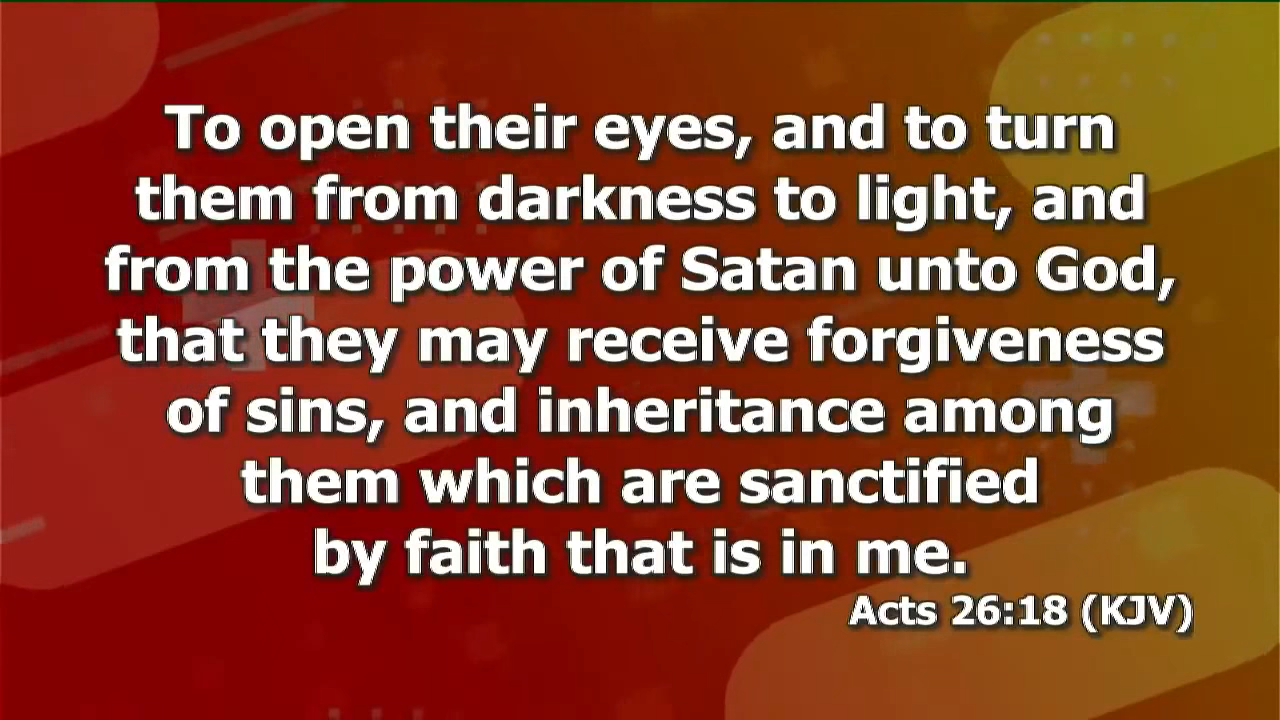 To open their eyes, and to turn
them from darkness to light, and
from the power of Satan unto God,
that they may receive forgiveness
of sins, and inheritance among
them which are sanctified
by faith that is in me.
Acts 26:18 (KJV)